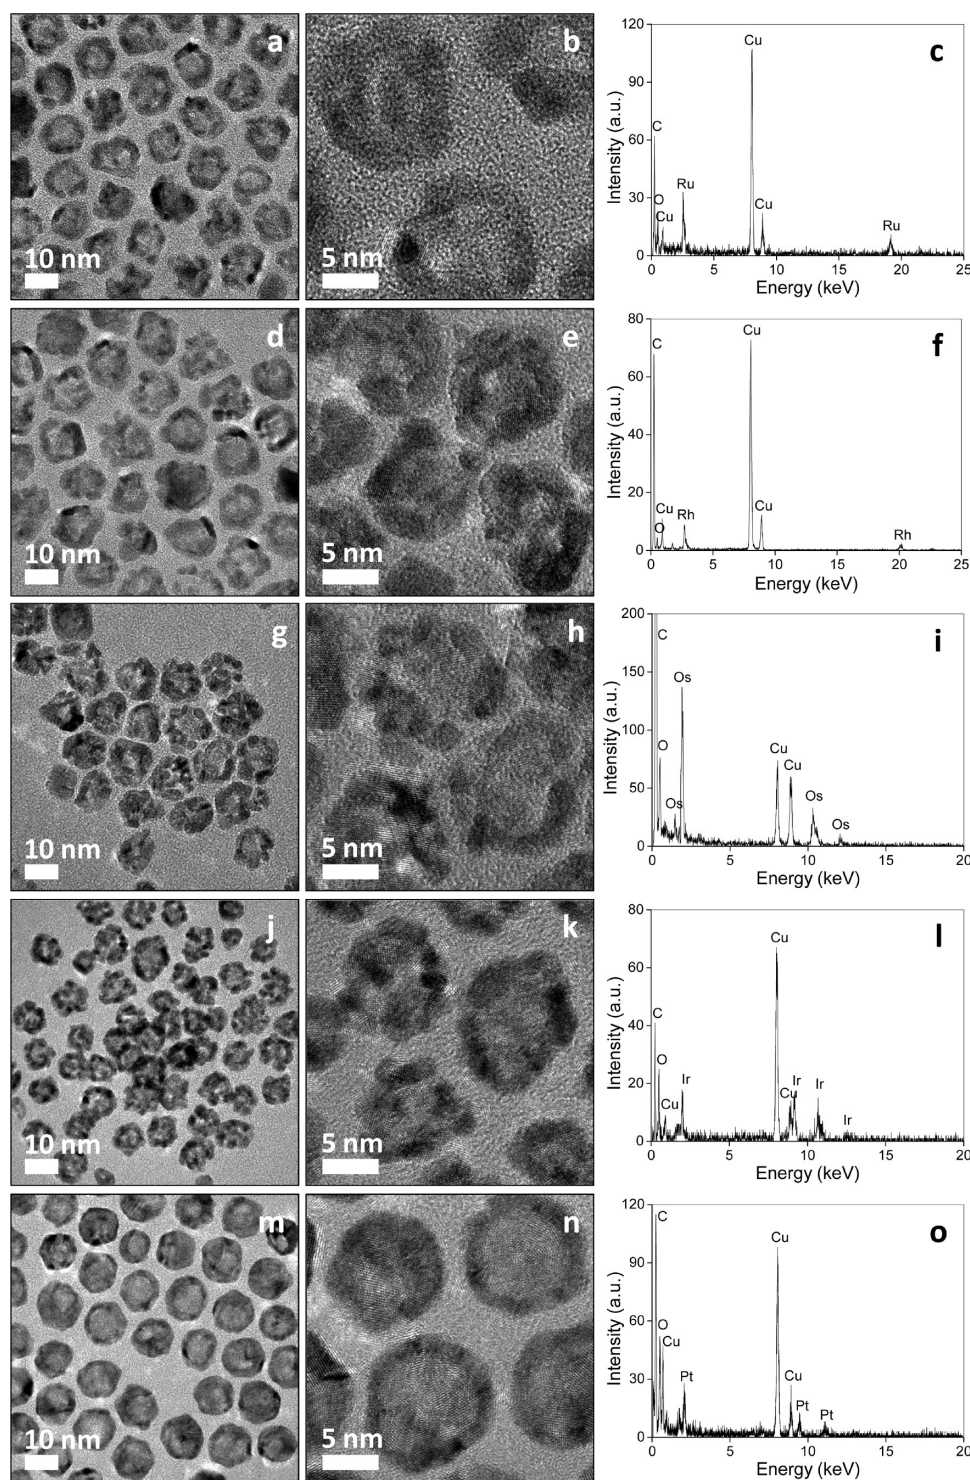 a
10 nm
b
5 nm
c
120
90
60
30
0
Intensity (a.u.)
C
O
Cu
Ru
Cu
Cu
Ru
0
5
10
15
20
25
Energy (keV)
d
10 nm
e
5 nm
f
80
60
40
20
0
Intensity (a.u.)
C
Cu
O
Rh
Cu
Cu
Rh
0
5
10
15
20
25
Energy (keV)
g
10 nm
h
5 nm
i
200
150
100
50
0
Intensity (a.u.)
C
O
Os
Os
Cu
Cu
Os
Os
0
5
10
15
20
Energy (keV)
j
10 nm
k
5 nm
l
80
60
40
20
0
Intensity (a.u.)
C
O
Cu
Ir
Cu
Cu
Ir
Ir
Ir
0
5
10
15
20
Energy (keV)
m
10 nm
n
5 nm
o
120
90
60
30
0
Intensity (a.u.)
C
O
Cu
Pt
Cu
Cu
Pt
Pt
0
5
10
15
20
Energy (keV)